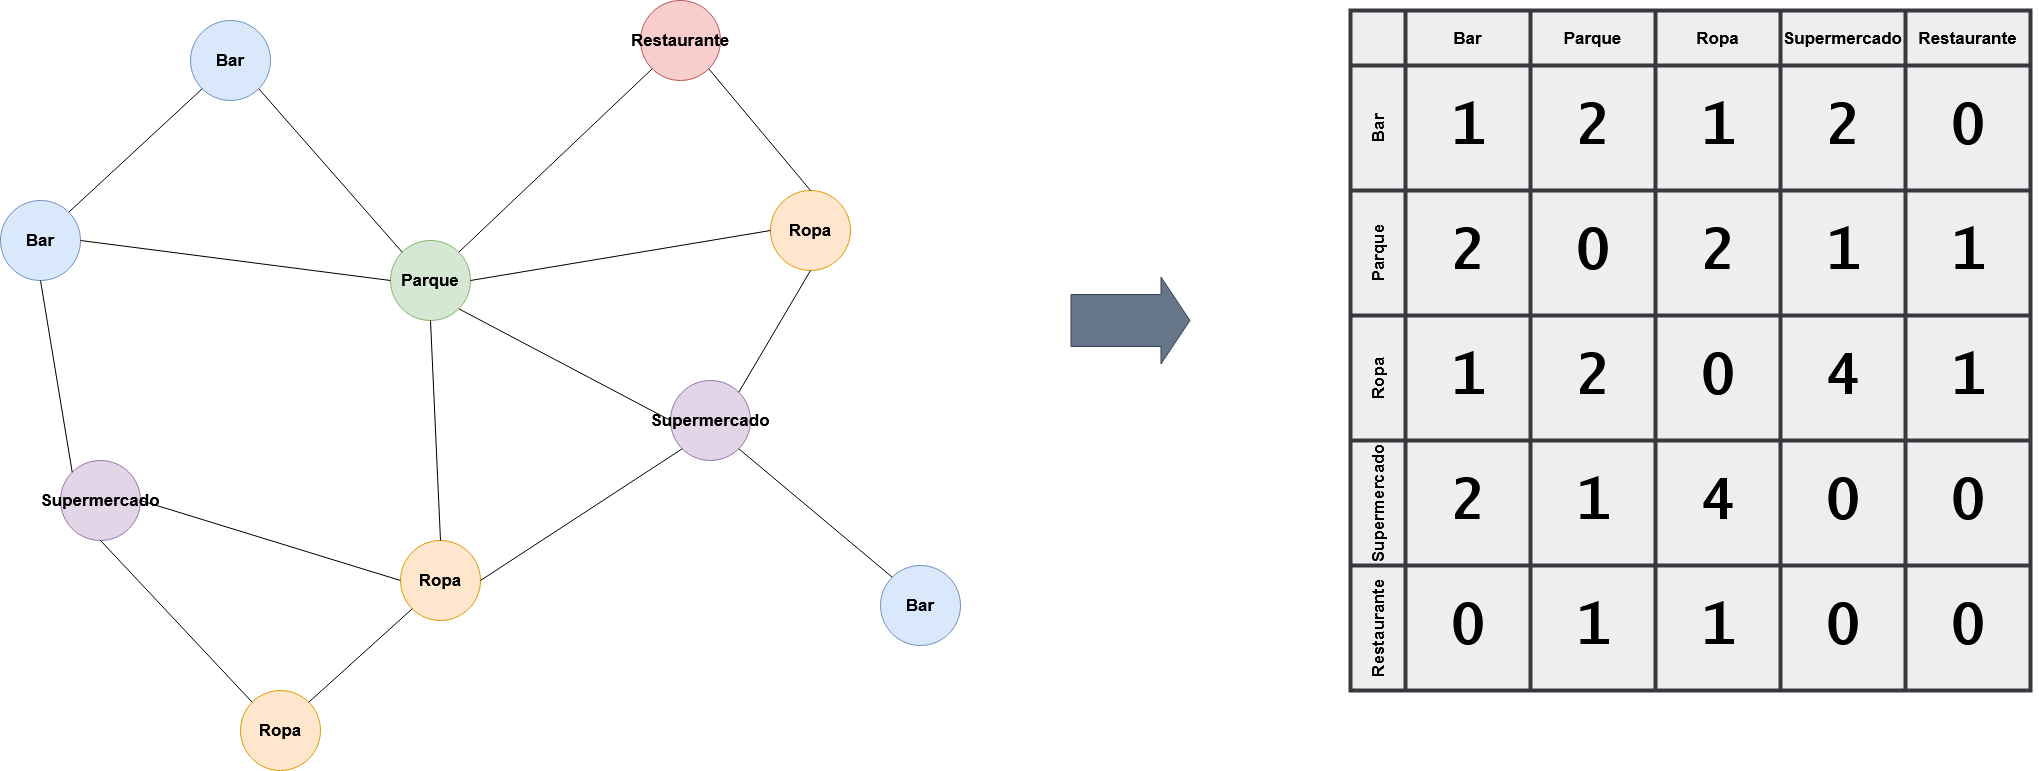 Restaurante
Bar
Ropa
Bar
Parque
Supermercado
Supermercado
Ropa
Bar
Ropa
Bar Parque Ropa Supermercado Restaurante
Bar 1 2 1 2 0
Parque 2 0 2 1 1
Ropa 1 2 0 4 1
Supermercado 2 1 4 0 0
Restaurante 0 1 1 0 0